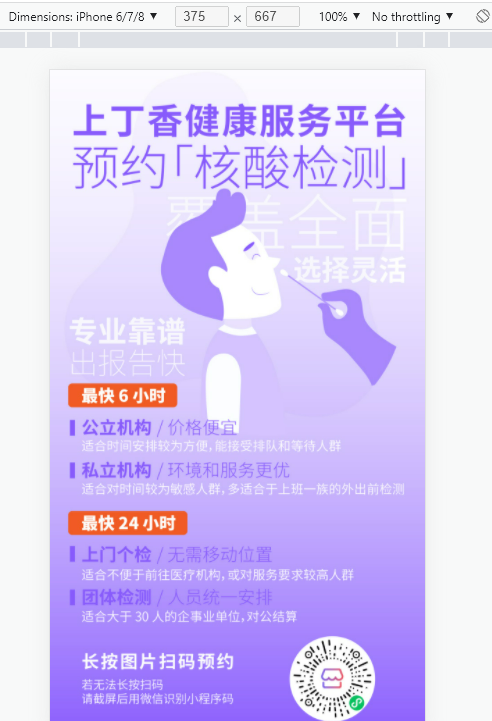 Dimensions: iPhone 6/7/8 ▼ 375 × 667 100% ▼ No throttling ▼
上丁香健康服务平台
预约「核酸检测」
覆盖全面
选择灵活
专业靠谱
出报告快
最快 6 小时
公立机构 / 价格便宜
适合时间安排较为方便，能接受排队和等待人群
私立机构 / 环境和服务更优
适合对时间较为敏感人群，多适合于上班一族的外出前检测
最快 24 小时
上门个检 / 无需移动位置
适合不便于前往医疗机构，或对服务要求较高人群
团体检测 / 人员统一安排
适合大于 30 人的企事业单位，对公结算
长按图片扫码预约
若无法长按扫码
请截屏后用微信识别小程序码